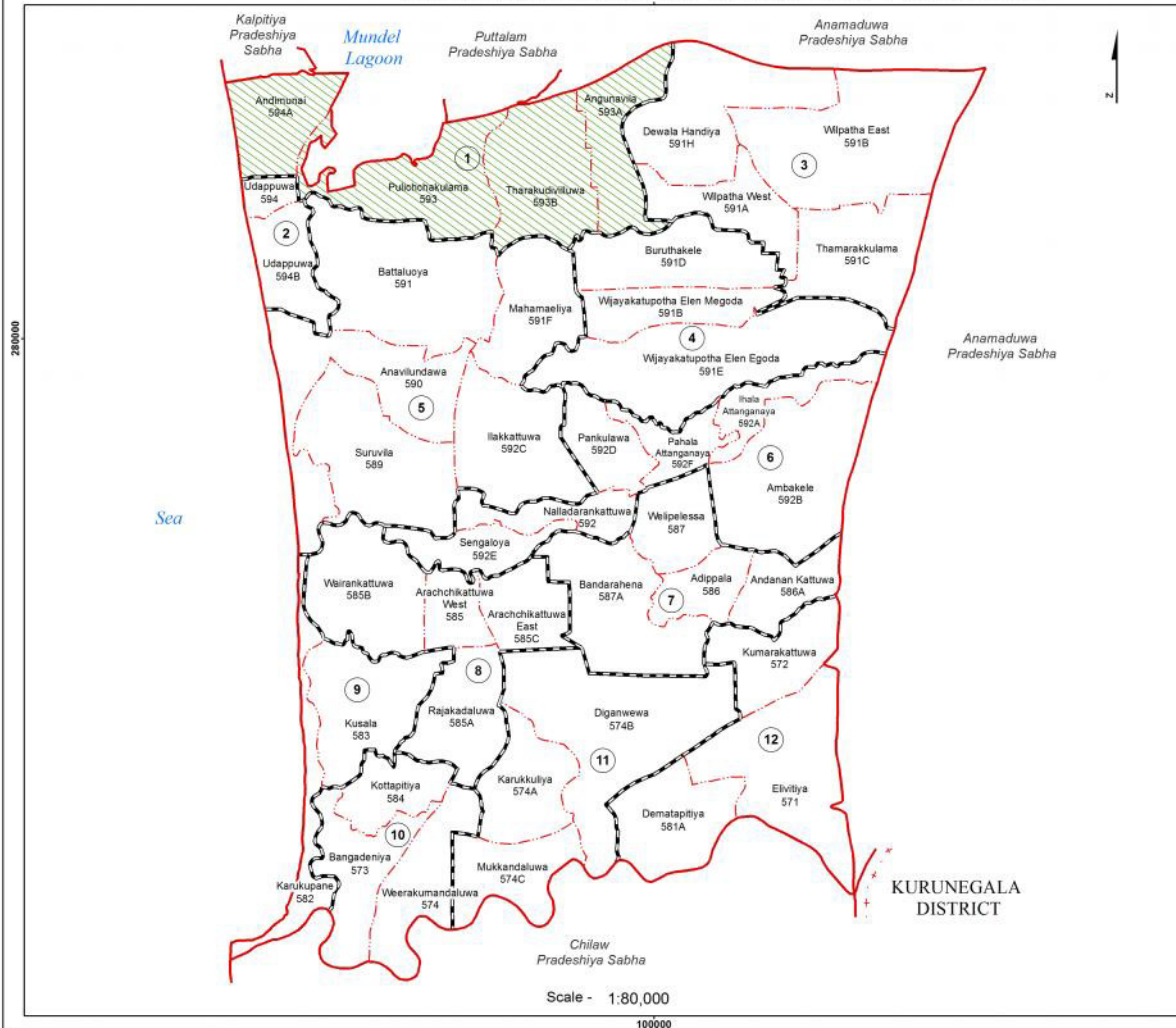 Kalpitiya
Pradeshiya
Sabha
Mundel
Lagoon
Puttalam
Pradeshiya Sabha
Anamaduwa
Pradeshiya Sabha
N
Andimunai
594A
Angunavila
593A
Dewala Handiya
591H
Wilpatha East
591B
1
3
Udappuwa
594
Pulichchakulama
593
Tharakudivilluwa
593B
Wilpatha West
591A
2
Udappuwa
594B
Battaluoya
591
Buruthakele
591D
Thamarakkulama
591C
Mahamaeliya
591F
Wijayakatupotha Elen Megoda
591B
4
280000
Wijayakatupotha Elen Egoda
591E
Anamaduwa
Pradeshiya Sabha
Anavilundawa
590
5
Ihala
Attanganaya
592A
Suruvila
589
Ilakkattuwa
592C
Pankulawa
592D
Pahala
Attanganaya
592F
6
Ambakele
592B
Sea
Nalladarankattuwa
592
Welipelessa
587
Sengaloya
592E
Wairankattuwa
585B
Arachchikattuwa
West
585
Arachchikattuwa
East
585C
Bandarahena
587A
Adippala
586
7
Andanan Kattuwa
586A
Kumarakattuwa
572
8
9
Kusala
583
Rajakadaluwa
585A
Diganwewa
574B
12
11
Karukkuliya
574A
Kottapitiya
584
Elivitiya
571
Dematapitiya
581A
10
Bangadeniya
573
Mukkandaluwa
574C
Karukupane
582
Weerakumandaluwa
574
KURUNEGALA
DISTRICT
Chilaw
Pradeshiya Sabha
Scale - 1:80,000
100000